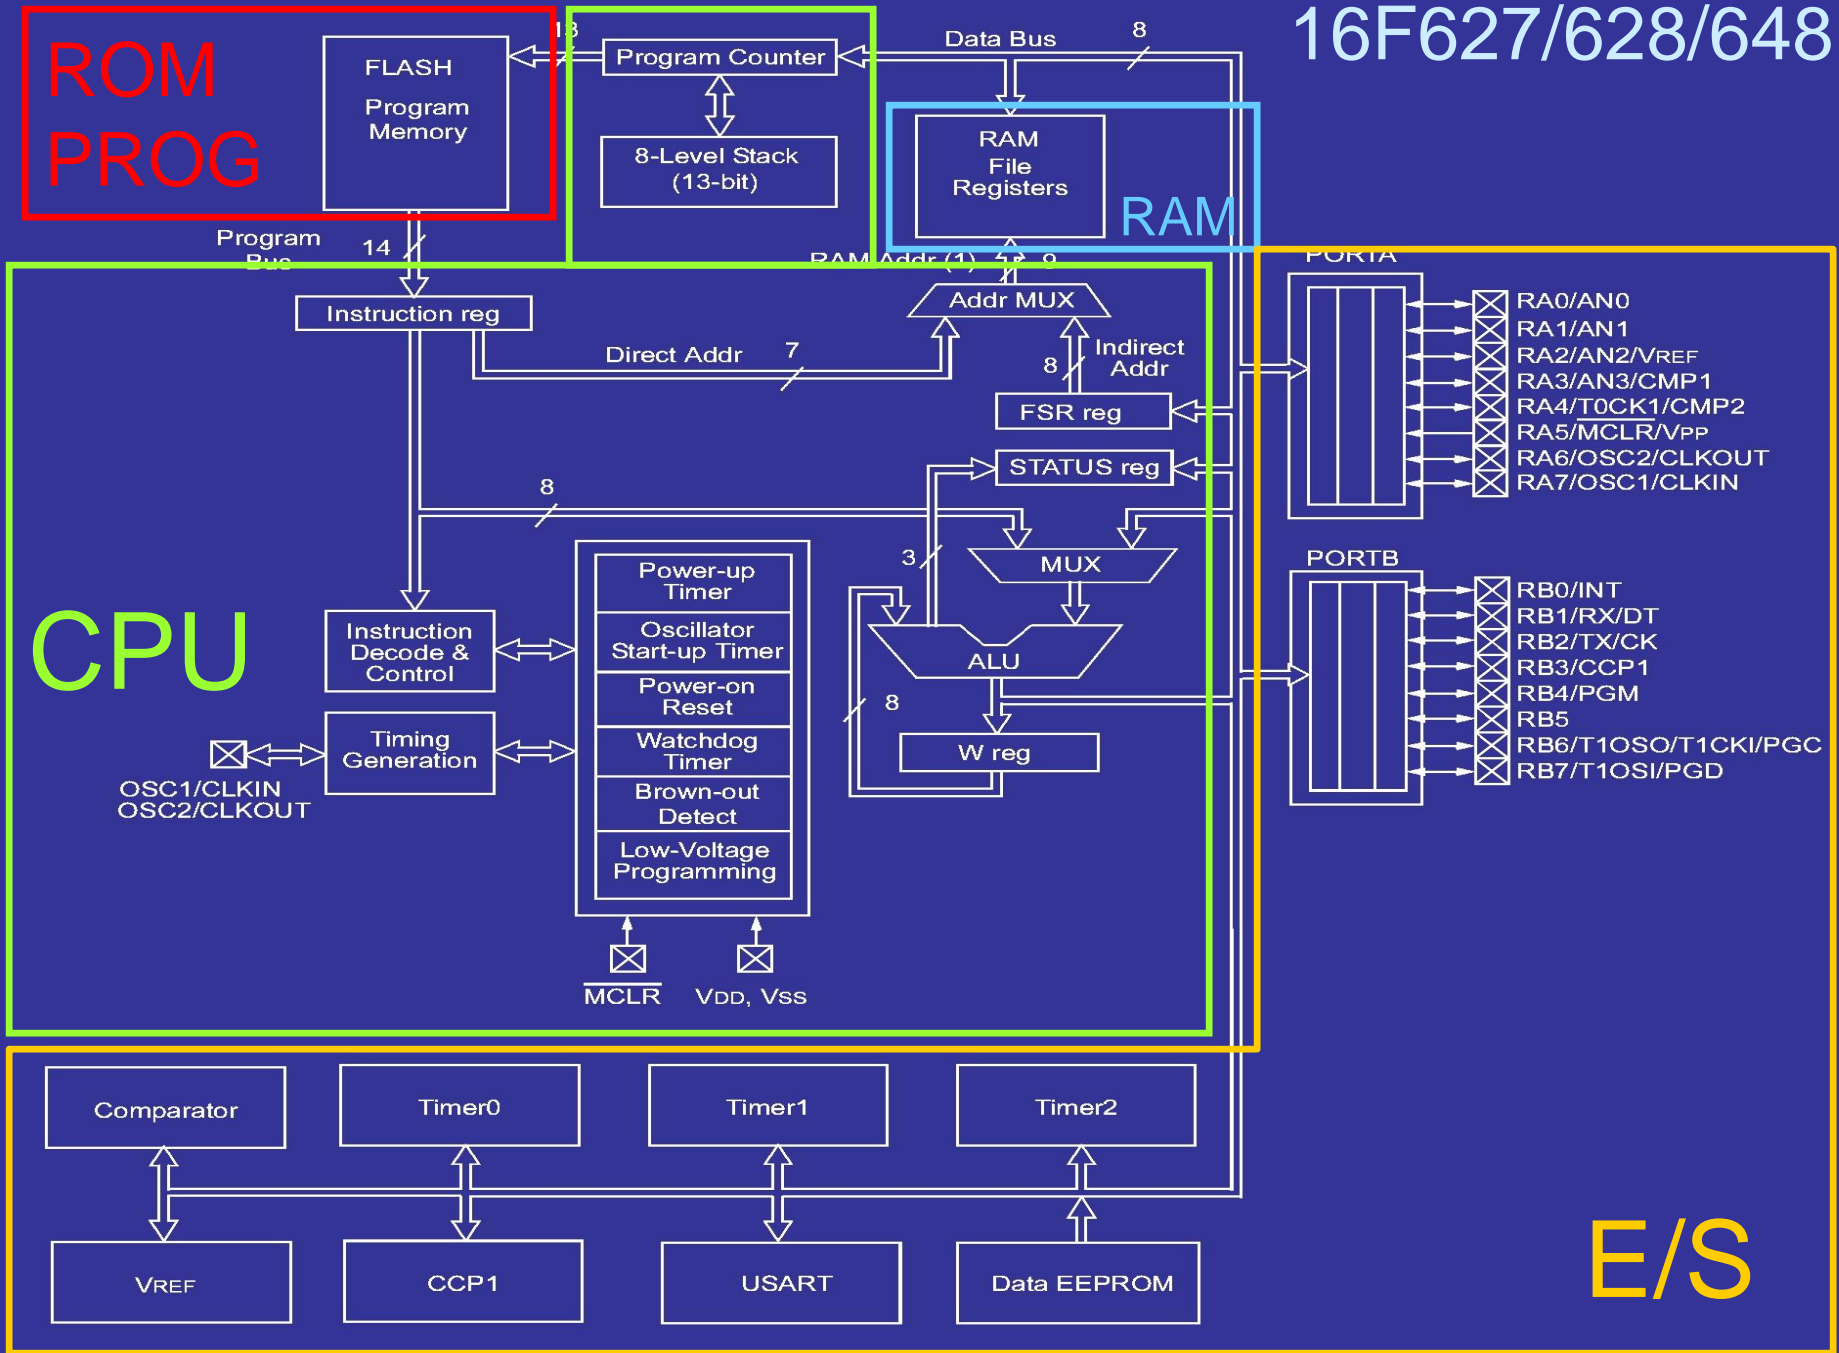 16F627/628/648
ROM
PROG
FLASH
Program
Memory
13
Program Counter
8-Level Stack
(13-bit)
Data Bus
8
RAM
File
Registers
RAM
Program
Bus
14
RAM Addr (1)
9
Addr MUX
Instruction reg
Direct Addr
7
8
Indirect
Addr
FSR reg
STATUS reg
8
3
MUX
CPU
Instruction
Decode &
Control
Timing
Generation
OSC1/CLKIN
OSC2/CLKOUT
Power-up
Timer
Oscillator
Start-up Timer
Power-on
Reset
Watchdog
Timer
Brown-out
Detect
Low-Voltage
Programming
ALU
8
W reg
MCLR
VDD, VSS
PORTA
RA0/AN0
RA1/AN1
RA2/AN2/VREF
RA3/AN3/CMP1
RA4/T0CK1/CMP2
RA5/MCLR/VPP
RA6/OSC2/CLKOUT
RA7/OSC1/CLKIN
PORTB
RB0/INT
RB1/RX/DT
RB2/TX/CK
RB3/CCP1
RB4/PGM
RB5
RB6/T1OSO/T1CKI/PGC
RB7/T1OSI/PGD
Comparator
Timer0
Timer1
Timer2
VREF
CCP1
USART
Data EEPROM
E/S